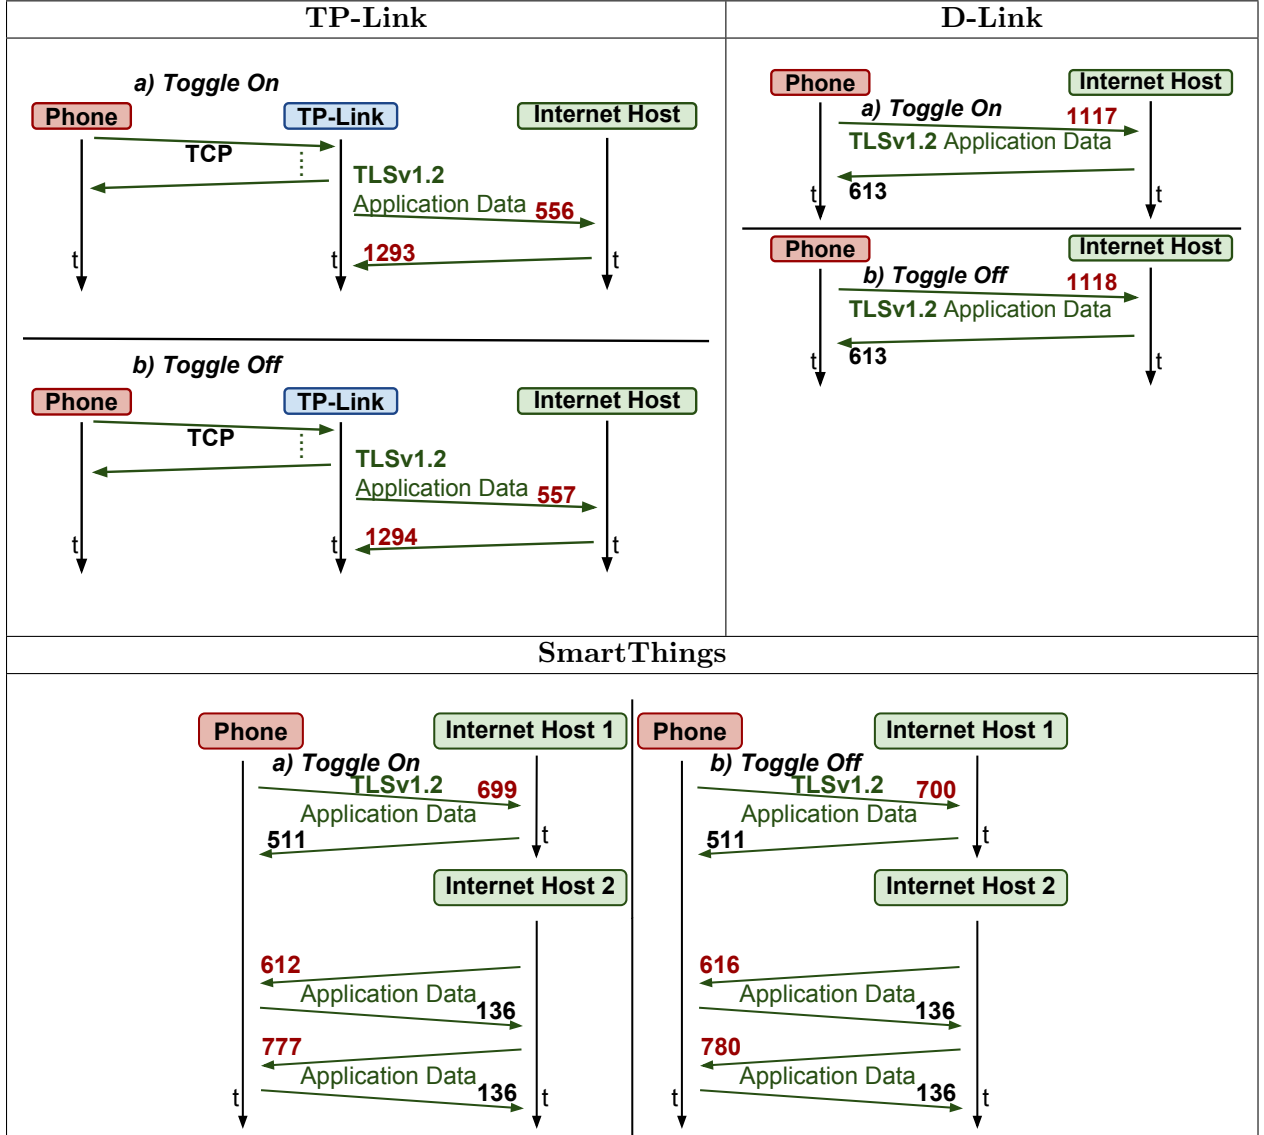 TP-Link
a) Toggle On
Phone TP-Link Internet Host
TCP
TLSv1.2
Application Data 556
1293
t t t
b) Toggle Off
Phone TP-Link Internet Host
TCP
TLSv1.2
Application Data 557
1294
t t t
D-Link
Phone Internet Host
a) Toggle On 1117
TLSv1.2 Application Data
613
t t
Phone Internet Host
b) Toggle Off 1118
TLSv1.2 Application Data
613
t t
SmartThings
Phone Internet Host 1
a) Toggle On
TLSv1.2 699
Application Data
511
t
Internet Host 2
612
Application Data
136
777
Application Data
136
t t
Phone Internet Host 1
b) Toggle Off
TLSv1.2 700
Application Data
511
t
Internet Host 2
616
Application Data
136
780
Application Data
136
t t